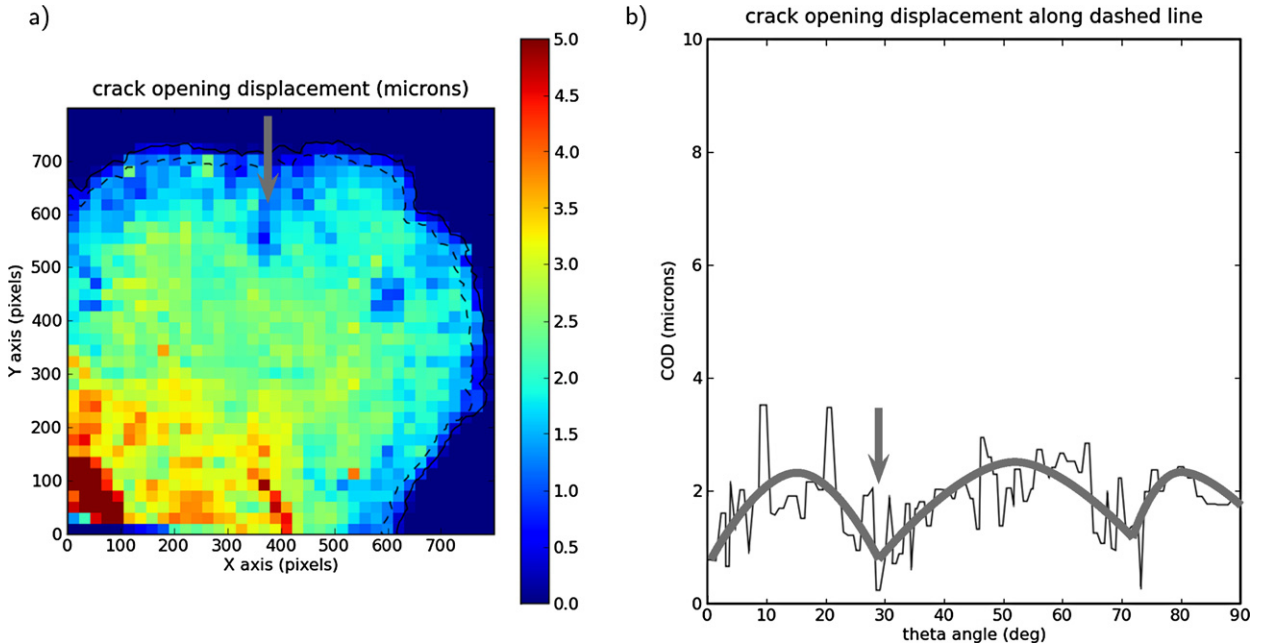 a)
crack opening displacement (microns)
700
600
500
400
300
200
100
0
Y axis (pixels)
0 100 200 300 400 500 600 700
X axis (pixels)
5.0
4.5
4.0
3.5
3.0
2.5
2.0
1.5
1.0
0.5
0.0
b)
crack opening displacement along dashed line
10
8
6
4
2
0
COD (microns)
0 10 20 30 40 50 60 70 80 90
theta angle (deg)